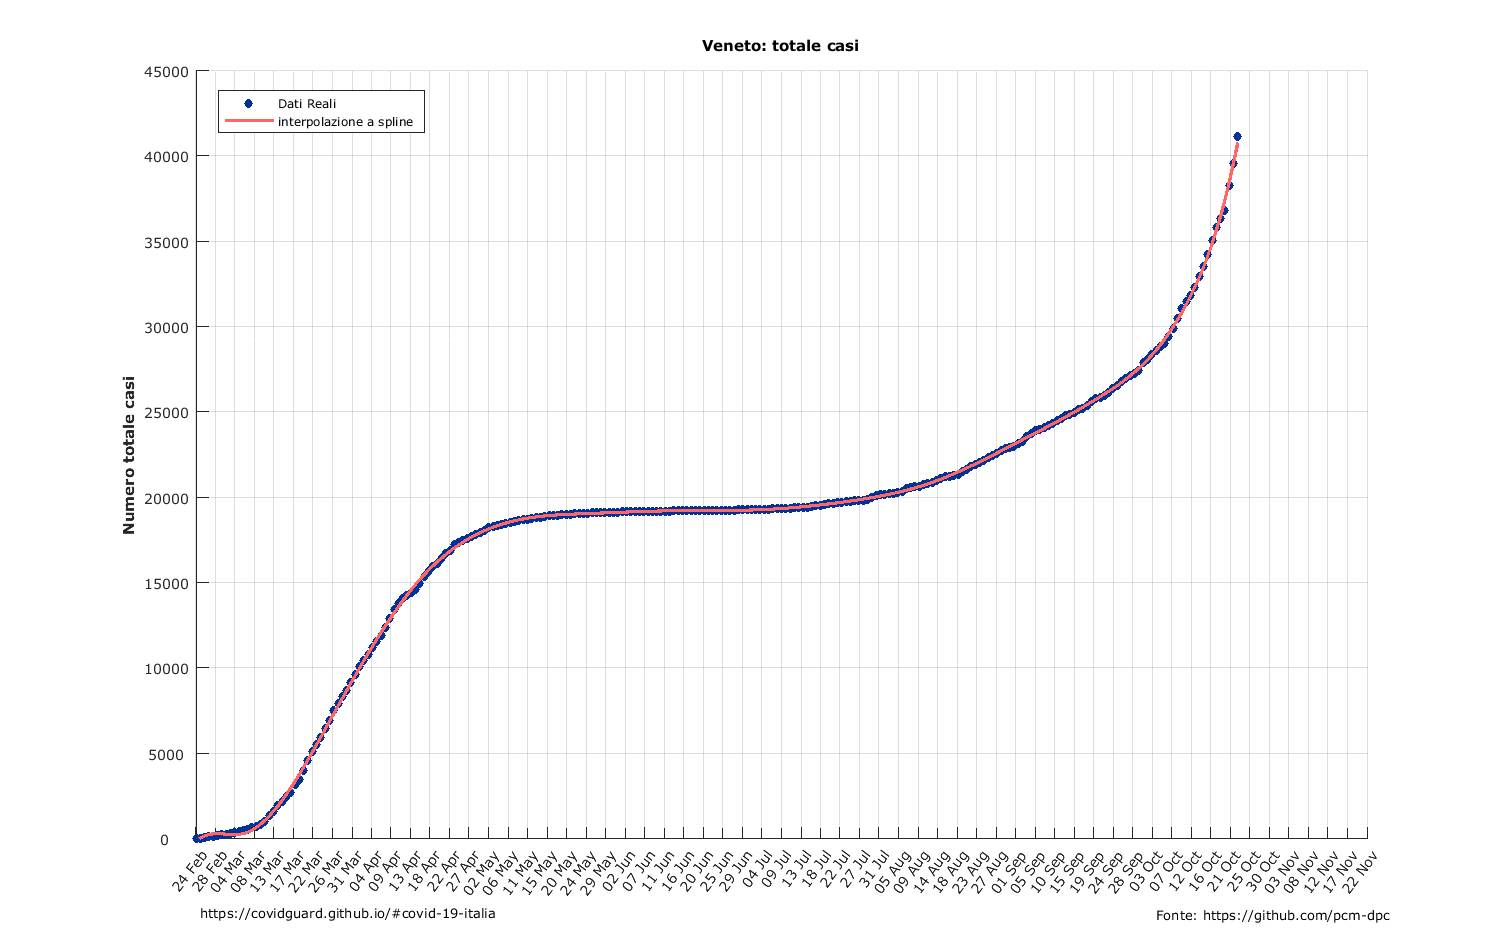 Veneto: totale casi
45000
40000
35000
30000
25000
20000
15000
10000
5000
0
Numero totale casi
Dati Reali
interpolazione a spline
24 Feb
28 Feb
04 Mar
08 Mar
13 Mar
17 Mar
22 Mar
26 Mar
31 Mar
04 Apr
09 Apr
13 Apr
18 Apr
22 Apr
27 Apr
02 May
06 May
11 May
15 May
20 May
24 May
29 May
02 Jun
07 Jun
11 Jun
16 Jun
20 Jun
25 Jun
29 Jun
04 Jul
09 Jul
13 Jul
18 Jul
22 Jul
27 Jul
31 Jul
05 Aug
09 Aug
14 Aug
18 Aug
23 Aug
27 Aug
01 Sep
05 Sep
10 Sep
15 Sep
19 Sep
24 Sep
28 Sep
03 Oct
07 Oct
12 Oct
16 Oct
21 Oct
25 Oct
30 Oct
03 Nov
08 Nov
12 Nov
17 Nov
22 Nov
https://covidguard.github.io/#covid-19-italia
Fonte: https://github.com/pcm-dpc